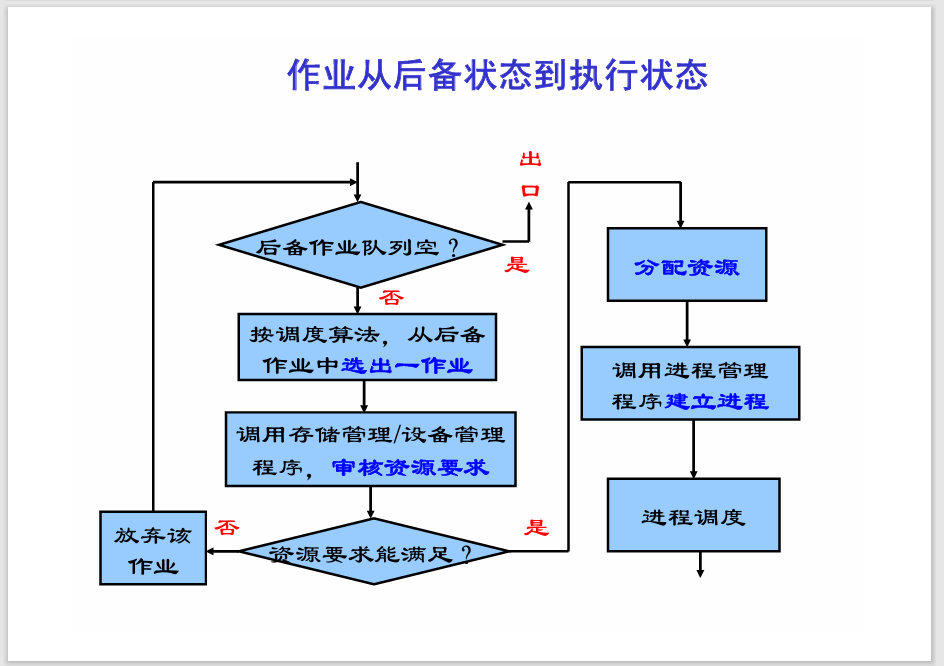 作业从后备状态到执行状态
出
口
后备作业队列空？
是
否
按调度算法，从后备
作业中选出一作业
调用存储管理/设备管理
程序，审核资源要求
资源要求能满足？
否
放弃该
作业
是
分配资源
调用进程管理
程序建立进程
进程调度